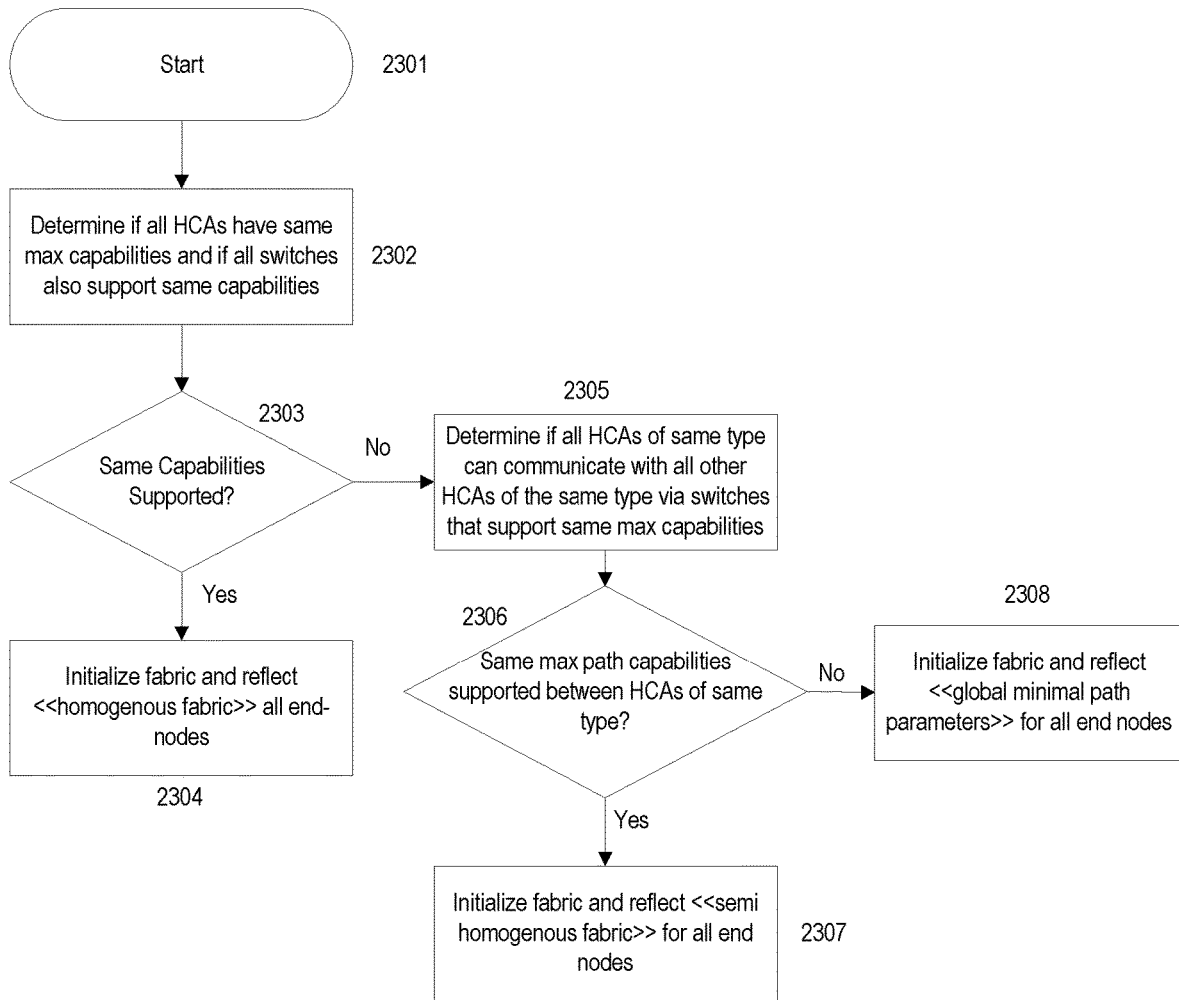 Start
2301
Determine if all HCAs have same
max capabilities and if all switches
also support same capabilities
2302
2303
Same Capabilities
Supported?
No
Yes
2305
Determine if all HCAs of same type
can communicate with all other
HCAs of the same type via switches
that support same max capabilities
Initialize fabric and reflect
<<homogenous fabric>> all end-
nodes
2304
2306
Same max path capabilities
supported between HCAs of same
type?
No
Yes
2308
Initialize fabric and reflect
<<global minimal path
parameters>> for all end nodes
Initialize fabric and reflect <<semi
homogenous fabric>> for all end
nodes
2307